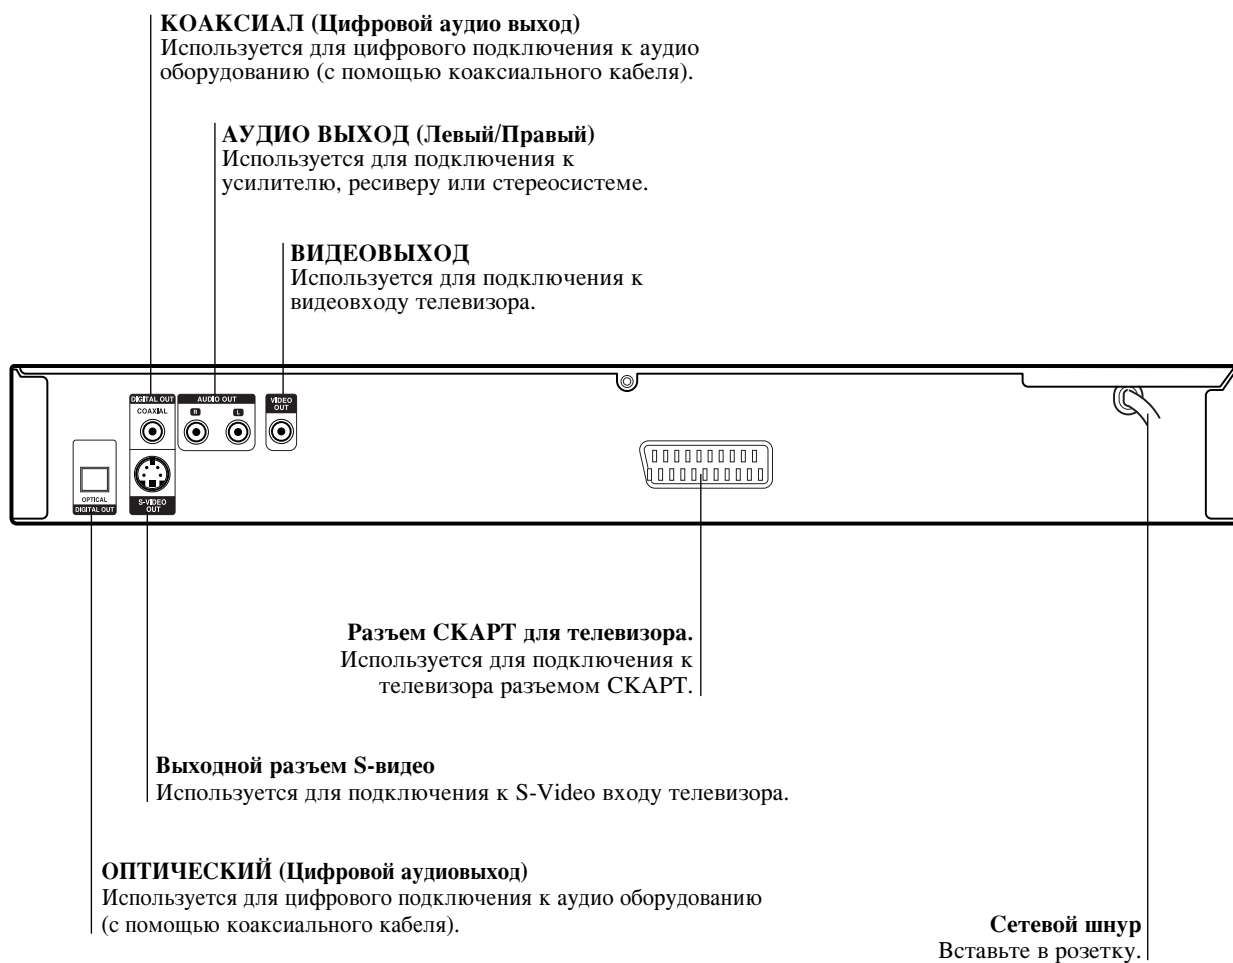 КОАКСИАЛ (Цифровой аудио выход)
Используется для цифрового подключения к аудио
оборудованию (с помощью коаксиального кабеля).
АУДИО ВЫХОД (Левый/Правый)
Используется для подключения к
усилителю, ресиверу или стереосистеме.
ВИДЕОВЫХОД
Используется для подключения к
видеовходу телевизора.
DIGITAL OUT
COAXIAL
AUDIO OUT
R
L
VIDEO
OUT
OPTICAL
DIGITAL OUT
S-VIDEO
OUT
Разъем СКАРТ для телевизора.
Используется для подключения к
телевизора разъемом СКАРТ.
Выходной разъем S-видео
Используется для подключения к S-Video входу телевизора.
ОПТИЧЕСКИЙ (Цифровой аудиовыход)
Используется для цифрового подключения к аудио оборудованию
(с помощью коаксиального кабеля).
Сетевой шнур
Вставьте в розетку.